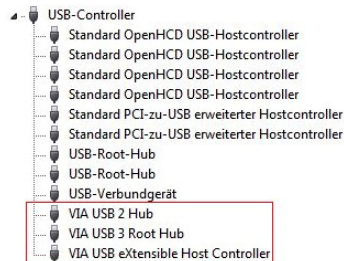 USB-Controller
Standard OpenHCD USB-Hostcontroller
Standard OpenHCD USB-Hostcontroller
Standard OpenHCD USB-Hostcontroller
Standard OpenHCD USB-Hostcontroller
Standard PCI-zu-USB erweiterter Hostcontroller
Standard PCI-zu-USB erweiterter Hostcontroller
USB-Root-Hub
USB-Root-Hub
USB-Verbundgerät
VIA USB 2 Hub
VIA USB 3 Root Hub
VIA USB eXtensible Host Controller